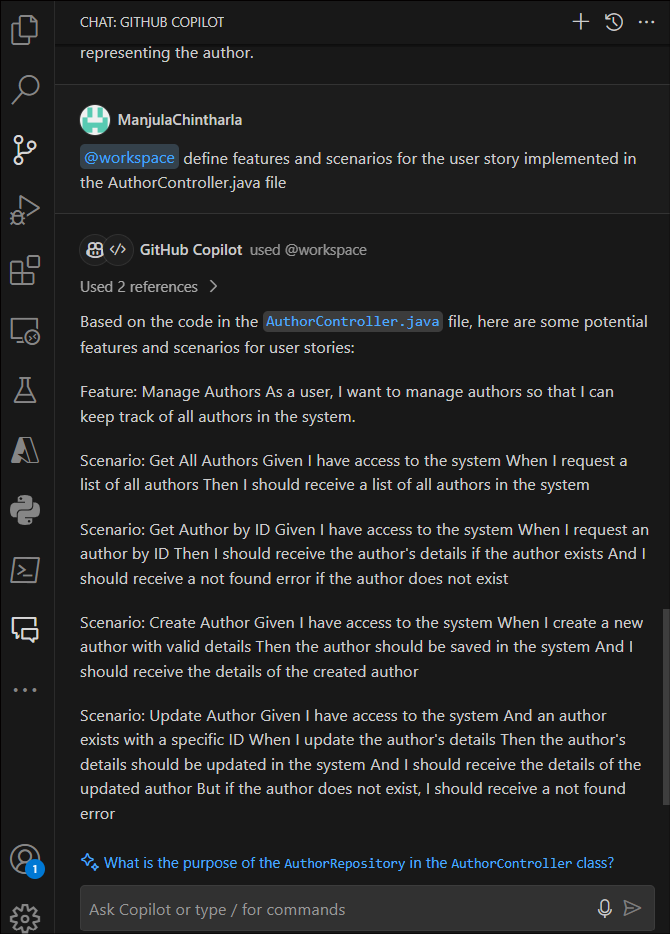 CHAT: GITHUB COPILOT
representing the author.
ManjulaChintharla
@workspace define features and scenarios for the user story implemented in
the AuthorController.java file
GitHub Copilot used @workspace
Used 2 references
Based on the code in the AuthorController.java file, here are some potential
features and scenarios for user stories:
Feature: Manage Authors As a user, I want to manage authors so that I can
keep track of all authors in the system.
Scenario: Get All Authors Given I have access to the system When I request a
list of all authors Then I should receive a list of all authors in the system
Scenario: Get Author by ID Given I have access to the system When I request an
author by ID Then I should receive the author's details if the author exists And I
should receive a not found error if the author does not exist
Scenario: Create Author Given I have access to the system When I create a new
author with valid details Then the author should be saved in the system And I
should receive the details of the created author
Scenario: Update Author Given I have access to the system And an author
exists with a specific ID When I update the author's details Then the author's
details should be updated in the system And I should receive the details of the
updated author But if the author does not exist, I should receive a not found
error
What is the purpose of the AuthorRepository in the AuthorController class?
1
Ask Copilot or type / for commands